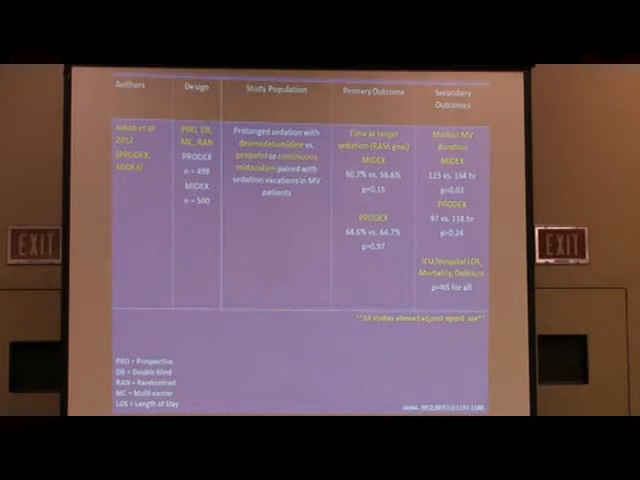 Authors
Design
Study Population
Primary Outcome
Secondary
Outcomes
Jakob et al
2012
(PRODEX,
MIDEX)
PRO, DB,
MC, RAN
PRODEX
n = 498
MIDEX
n = 500
Prolonged sedation with
dexmedetomidine vs.
propofol or continuous
midazolam paired with
sedation vacations in MV
patients
Time at target
sedation (RASS goal)
MIDEX
60.7% vs. 56.6%
p=0.15
PRODEX
64.6% vs. 64.7%
p=0.97
Median MV
Duration
MIDEX
123 vs. 164 hr
p=0.03
PRODEX
97 vs. 118 hr
p=0.24
ICU/Hospital LOS,
Mortality, Delirium
p=NS for all
**All studies allowed adjunct opioid use**
PRO = Prospective
DB = Double blind
RAN = Randomized
MC = Multi-center
LOS = Length of Stay
JAMA
EXIT
EXIT